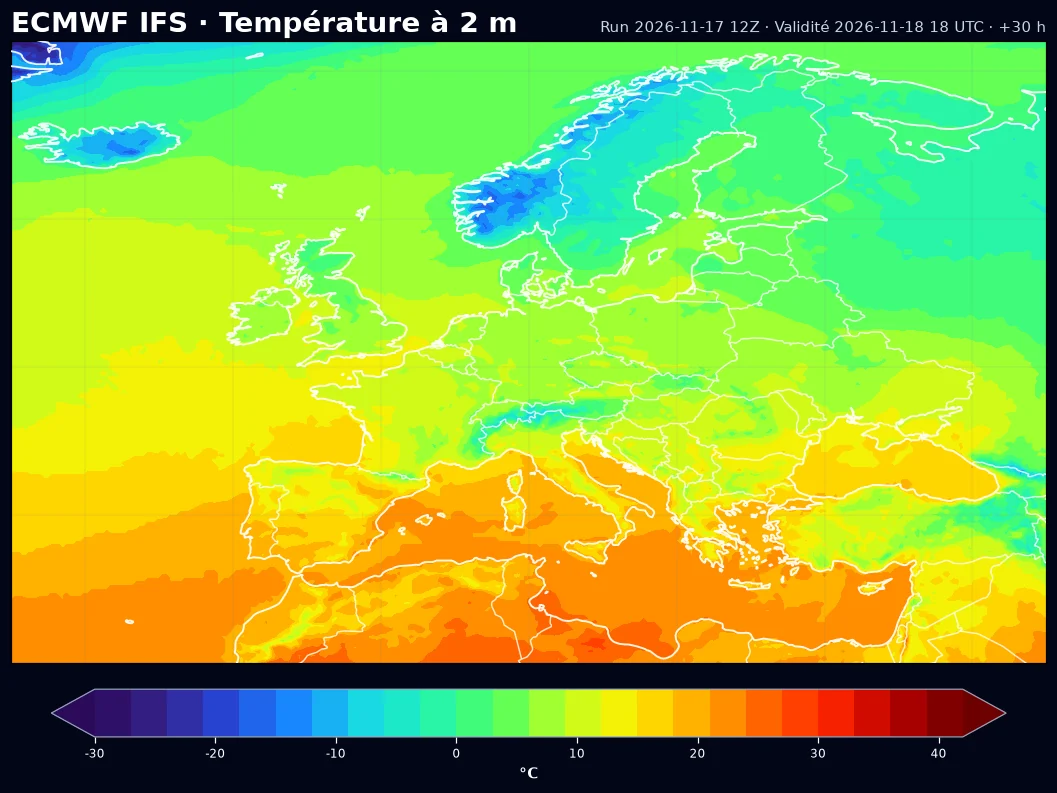 ECMWF IFS · Température à 2 m
Run 2026-11-17 12Z · Validité 2026-11-18 18 UTC · +30 h
-30 -20 -10 0 10 20 30 40
°C